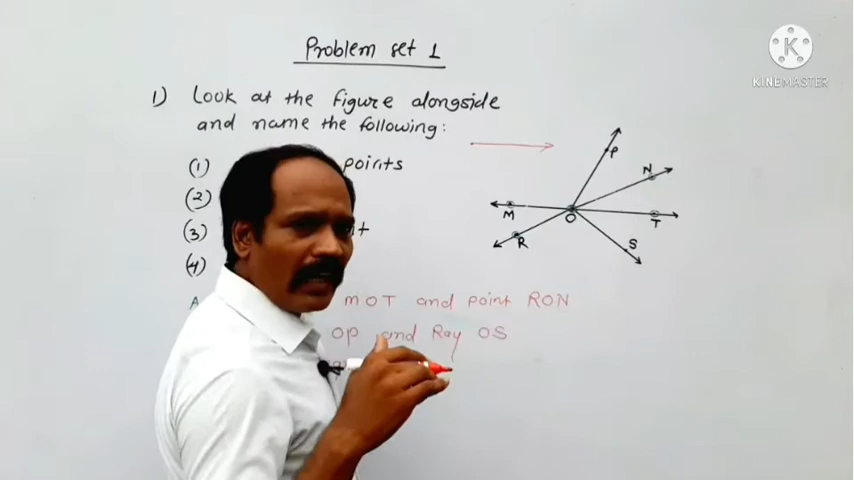 Problem set 1
K
KINEMASTER
1) Look at the figure alongside
and name the following:
(1) points
(2)
(3)
(4)
P
N
M
O
T
R
S
A MOT and point RON
OP and Ray OS